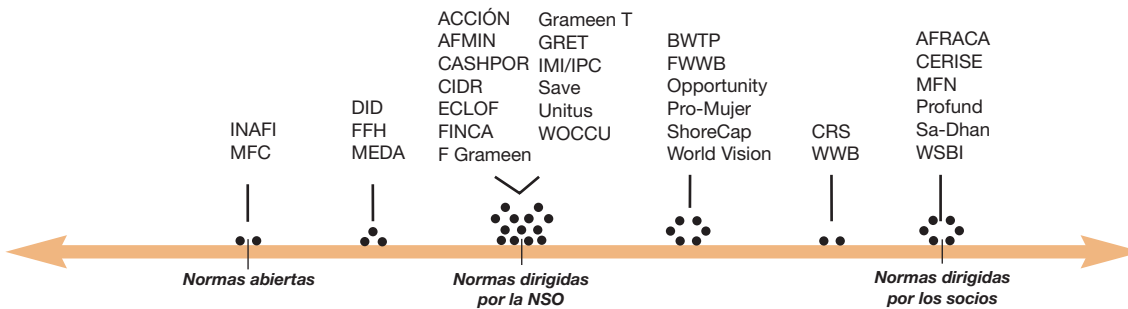 INAFI
MFC
DID
FFH
MEDA
ACCIÓN
AFMIN
CASHPOR
CIDR
ECLOF
FINCA
F Grameen
Grameen T
GRET
IMI/IPC
Save
Unitus
WOCCU
BWTP
FWWB
Opportunity
Pro-Mujer
ShoreCap
World Vision
CRS
WWB
AFRACA
CERISE
MFN
Profund
Sa-Dhan
WSBI
Normas abiertas
Normas dirigidas
por la NSO
Normas dirigidas
por los socios